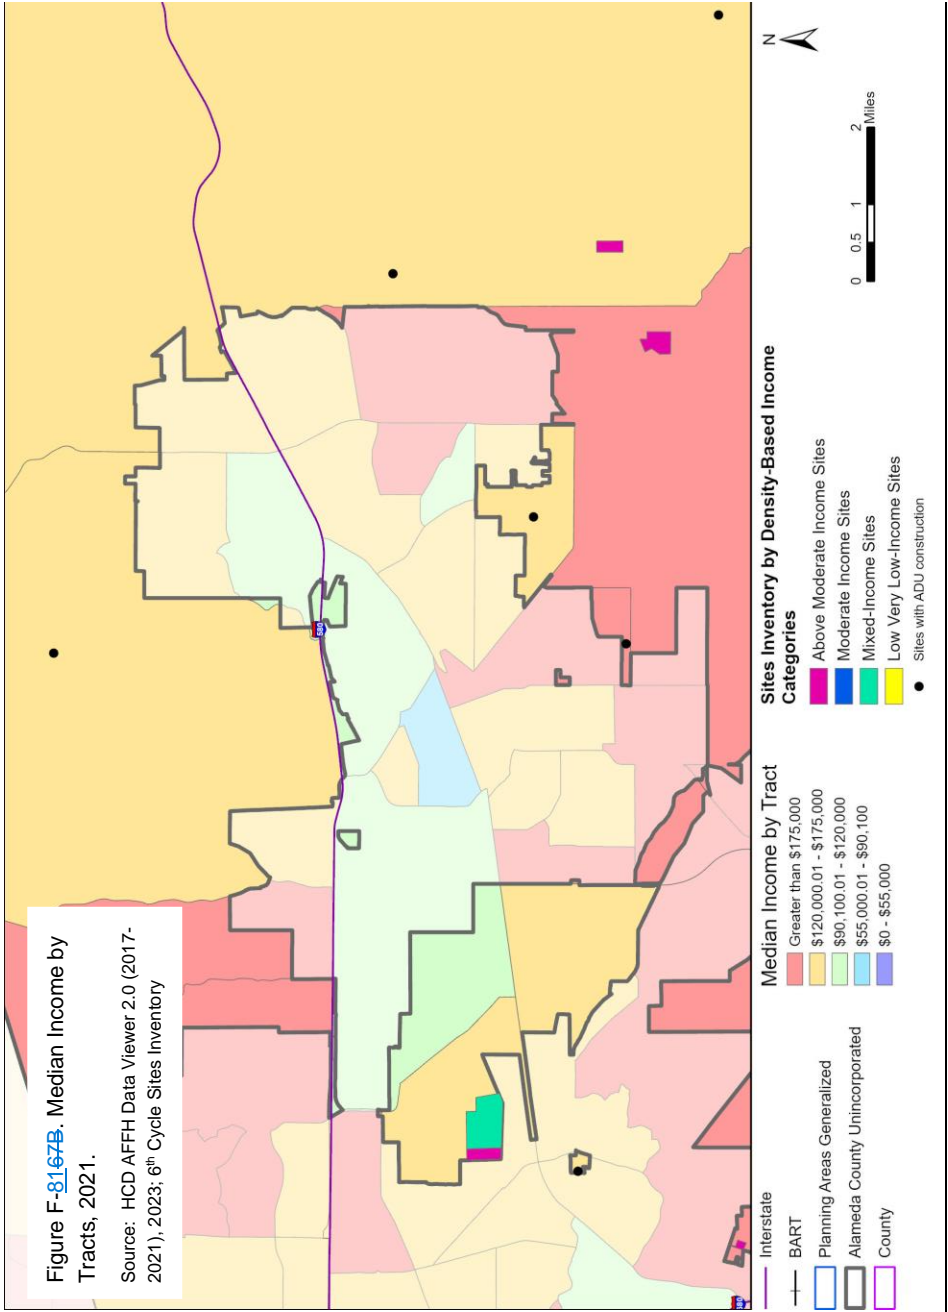 Figure F-8167B. Median Income by
Tracts, 2021.
Source: HCD AFFH Data Viewer 2.0 (2017-
2021), 2023; 6th Cycle Sites Inventory
580
580
N
Interstate
BART
Planning Areas Generalized
Alameda County Unincorporated
County
Median Income by Tract
Greater than $175,000
$120,000.01 - $175,000
$90,100.01 - $120,000
$55,000.01 - $90,100
$0 - $55,000
Sites Inventory by Density-Based Income
Categories
Above Moderate Income Sites
Moderate Income Sites
Mixed-Income Sites
Low Very Low-Income Sites
Sites with ADU construction
0 0.5 1 2
Miles